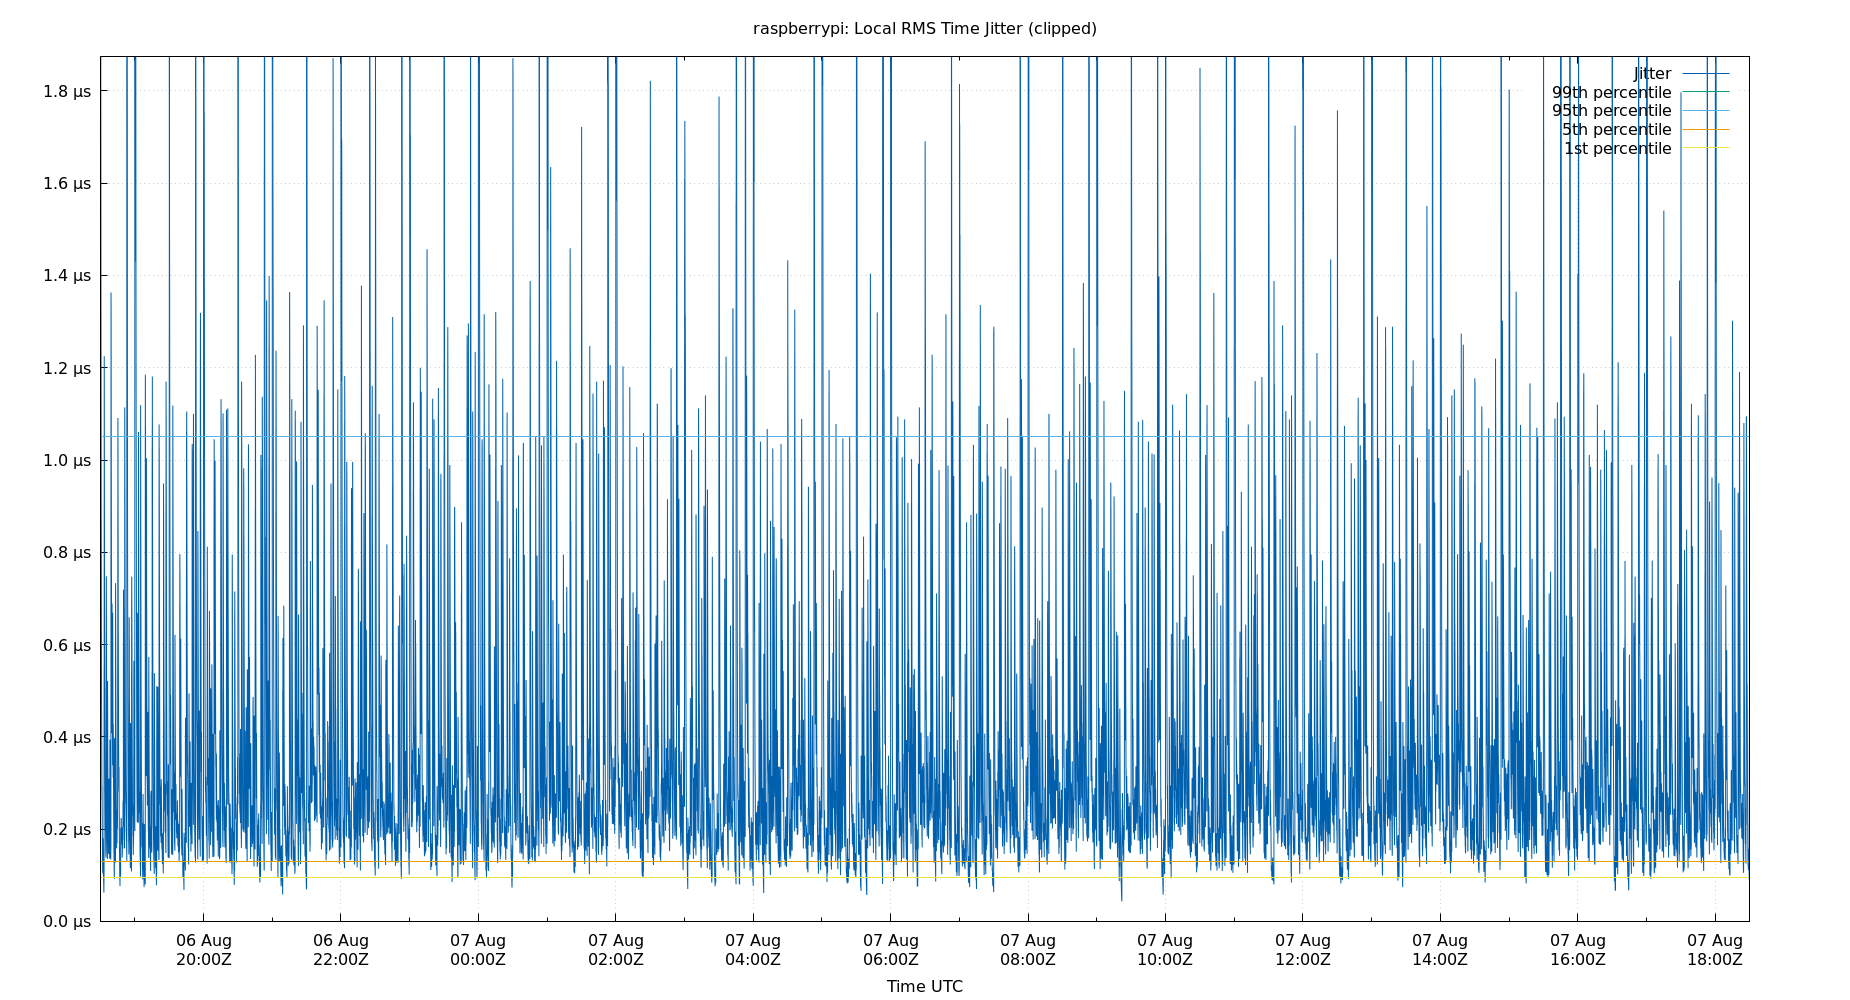 raspberrypi: Local RMS Time Jitter (clipped)
Jitter
99th percentile
95th percentile
5th percentile
1st percentile
1.8 µs
1.6 µs
1.4 µs
1.2 µs
1.0 µs
0.8 µs
0.6 µs
0.4 µs
0.2 µs
0.0 µs
06 Aug 06 Aug 07 Aug 07 Aug 07 Aug 07 Aug 07 Aug 07 Aug 07 Aug 07 Aug 07 Aug 07 Aug
20:00Z 22:00Z 00:00Z 02:00Z 04:00Z 06:00Z 08:00Z 10:00Z 12:00Z 14:00Z 16:00Z 18:00Z
Time UTC